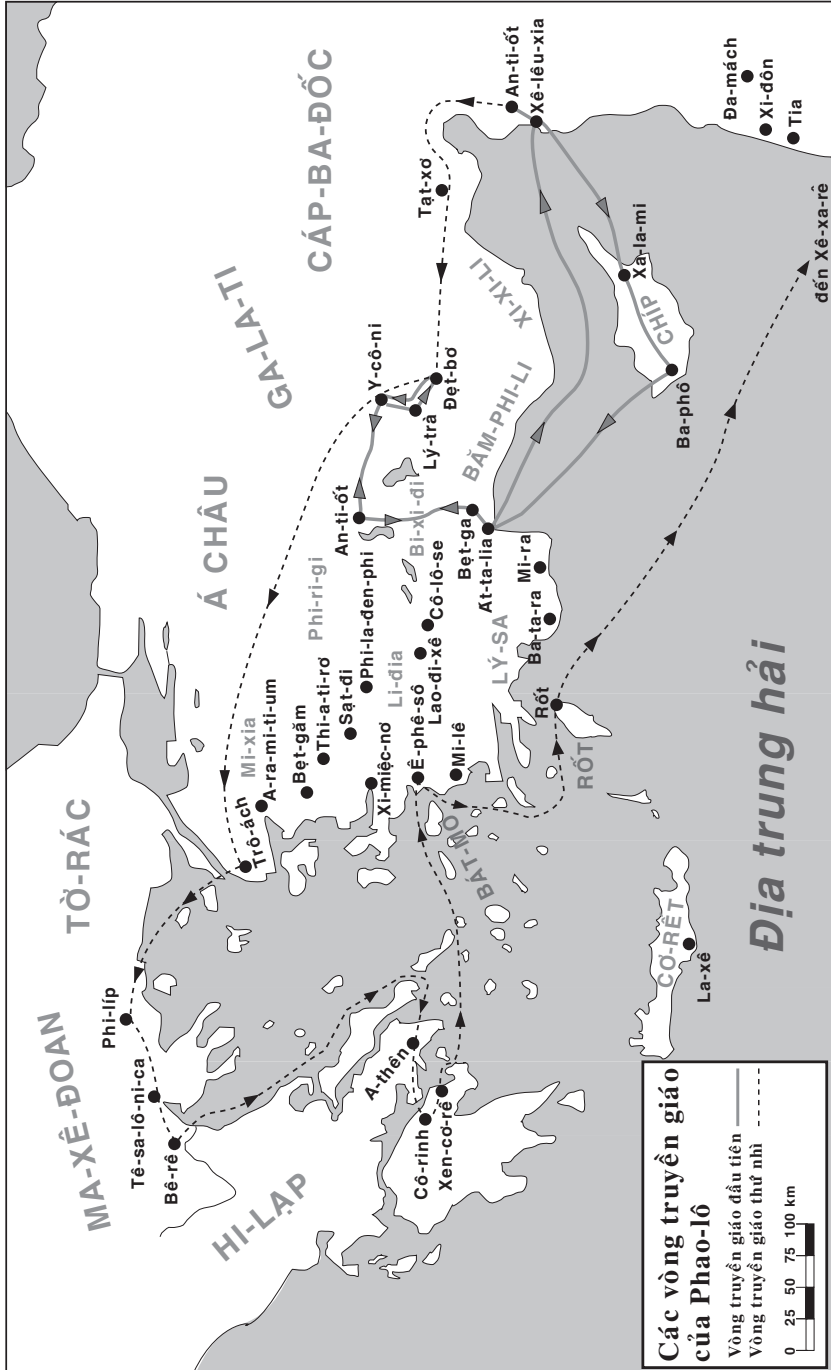 MA-XÊ-ĐOAN
TỜ-RÁC
Á CHÂU
GA-LA-TI
CÁP-BA-ĐỐC
Phi-líp
Tê-sa-lô-ni-ca
Bê-rê
HI-LẠP
A-thên
Cô-rinh
Xen-cơ-rê
Trô-ách
Mi-xia
A-ra-mi-ti-um
Bẹt-găm
Thi-a-ti-rơ
Sạt-đi
Phi-la-đen-phi
Xi-miệc-nơ
Phi-ri-gi
Li-đia
Ê-phê-sô
Lao-đi-xê
Cô-lô-se
Mi-lê
BÁT-MO
An-ti-ốt
Bi-xi-đi
Y-cô-ni
Lý-trà
Đẹt-bơ
Tạt-xơ
XI-XI-LI
BĂM-PHI-LI
Bẹt-ga
Át-ta-lia
LÝ-SA
Ba-ta-ra
Mi-ra
Rốt
RỐT
CƠ-RẾT
La-xê
An-ti-ốt
Xê-lêu-xia
Xa-la-mi
CHÍP
Ba-phô
Đa-mách
Xi-đôn
Tia
đến Xê-xa-rê
Địa trung hải
Các vòng truyền giáo
của Phao-lô
Vòng truyền giáo đầu tiên
Vòng truyền giáo thứ nhì
0 25 50 75 100 km